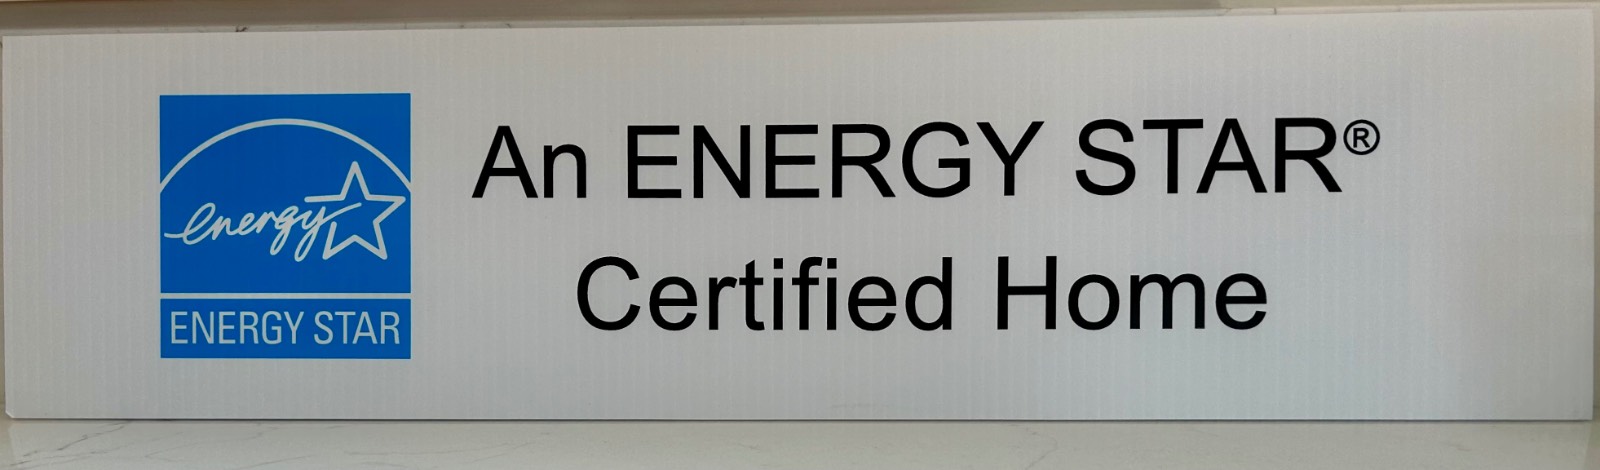 energy
ENERGY STAR
An ENERGY STAR®
Certified Home